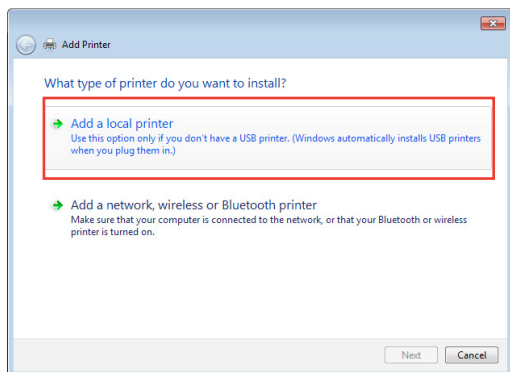 Add Printer
What type of printer do you want to install?
Add a local printer
Use this option only if you don't have a USB printer. (Windows automatically installs USB printers
when you plug them in.)
Add a network, wireless or Bluetooth printer
Make sure that your computer is connected to the network, or that your Bluetooth or wireless
printer is turned on.
Next Cancel